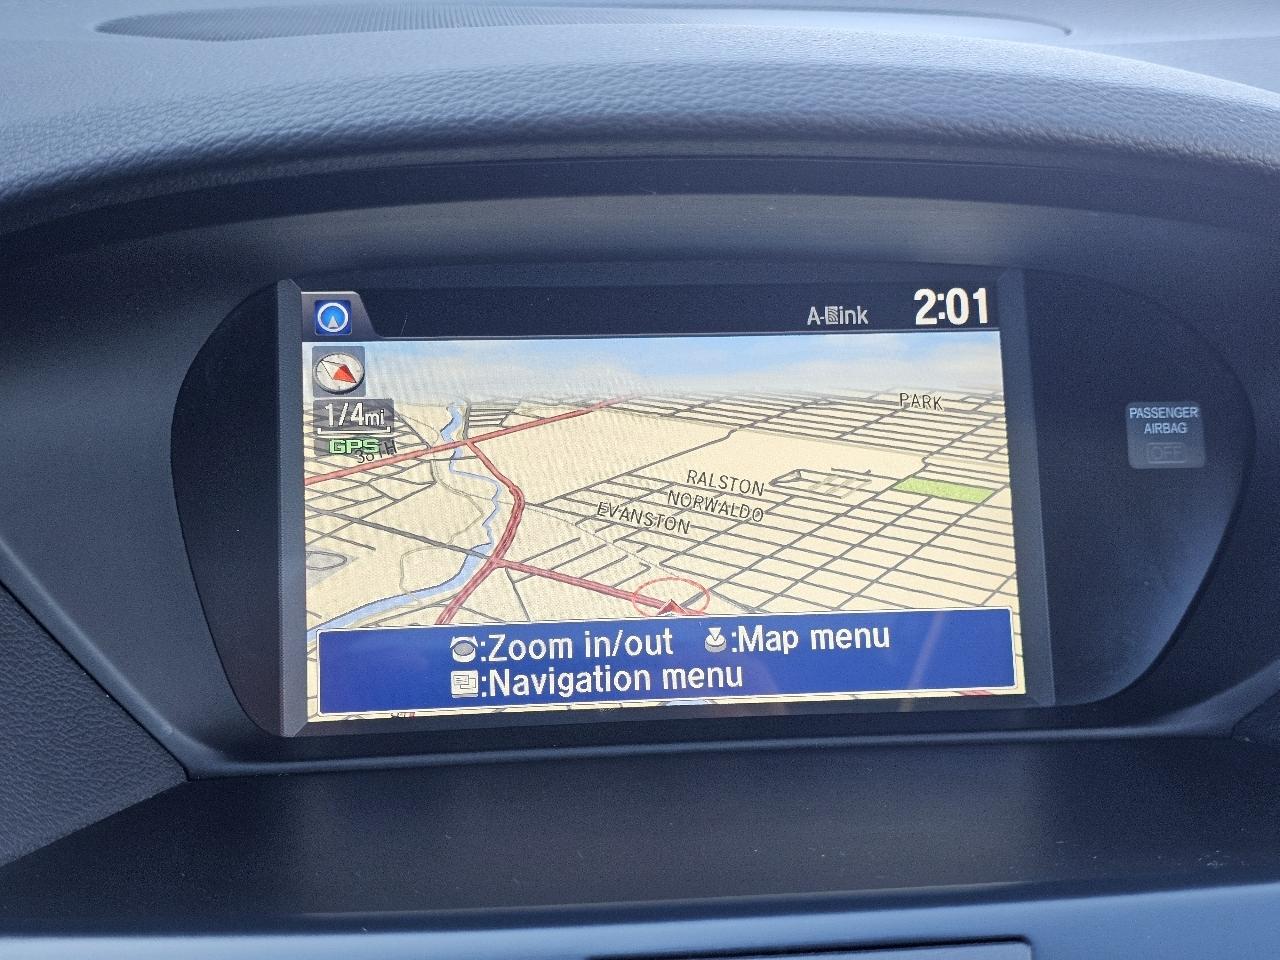 A-Link 2:01
1/4mi
GPS
38TH
PARK
RALSTON
NORWALDO
EVANSTON
:Zoom in/out :Map menu
:Navigation menu
PASSENGER
AIRBAG
OFF